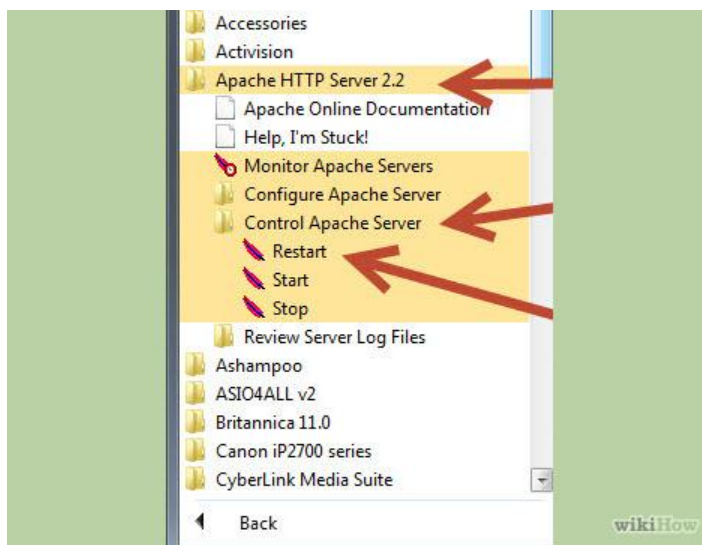 Accessories
Activision
Apache HTTP Server 2.2
Apache Online Documentation
Help, I'm Stuck!
Monitor Apache Servers
Configure Apache Server
Control Apache Server
Restart
Start
Stop
Review Server Log Files
Ashampoo
ASIO4ALL v2
Britannica 11.0
Canon iP2700 series
CyberLink Media Suite
Back
wikiHow